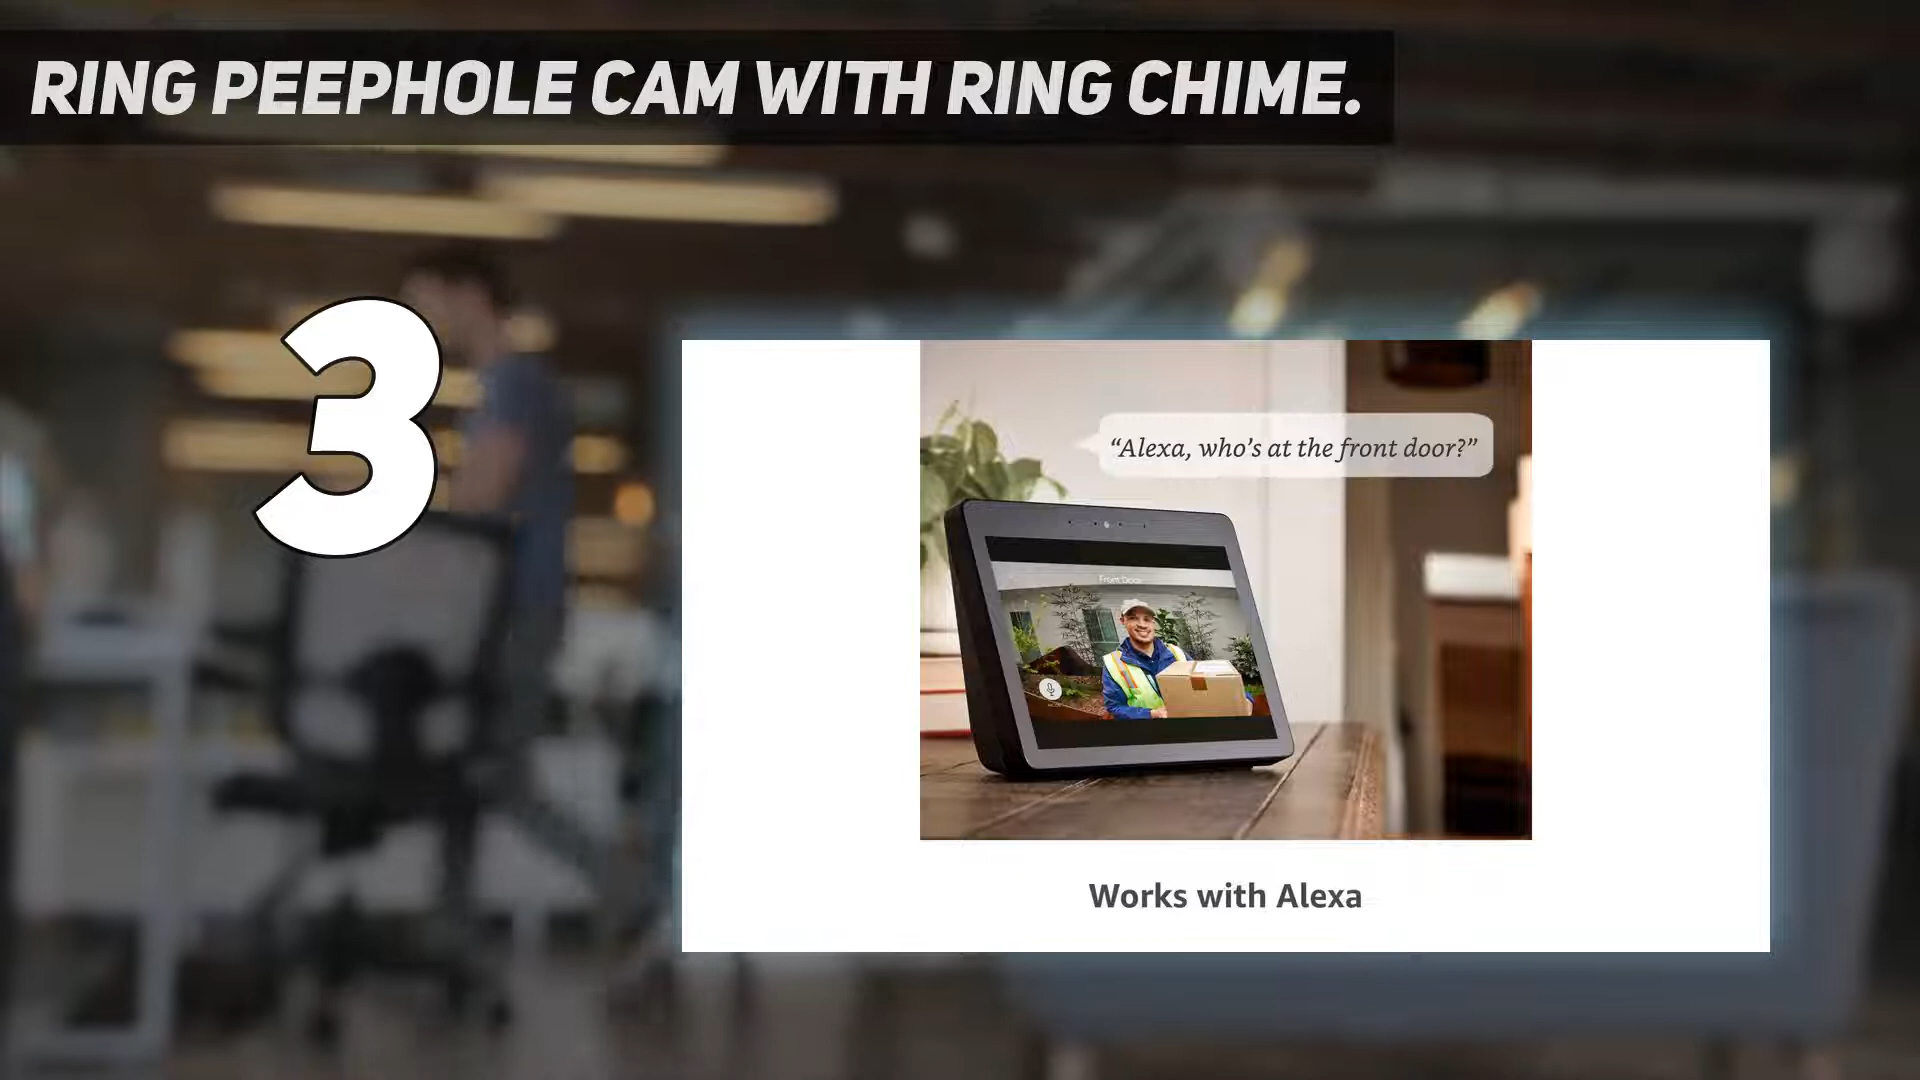 RING PEEPHOLE CAM WITH RING CHIME.
3
“Alexa, who’s at the front door?”
Front Door
Works with Alexa